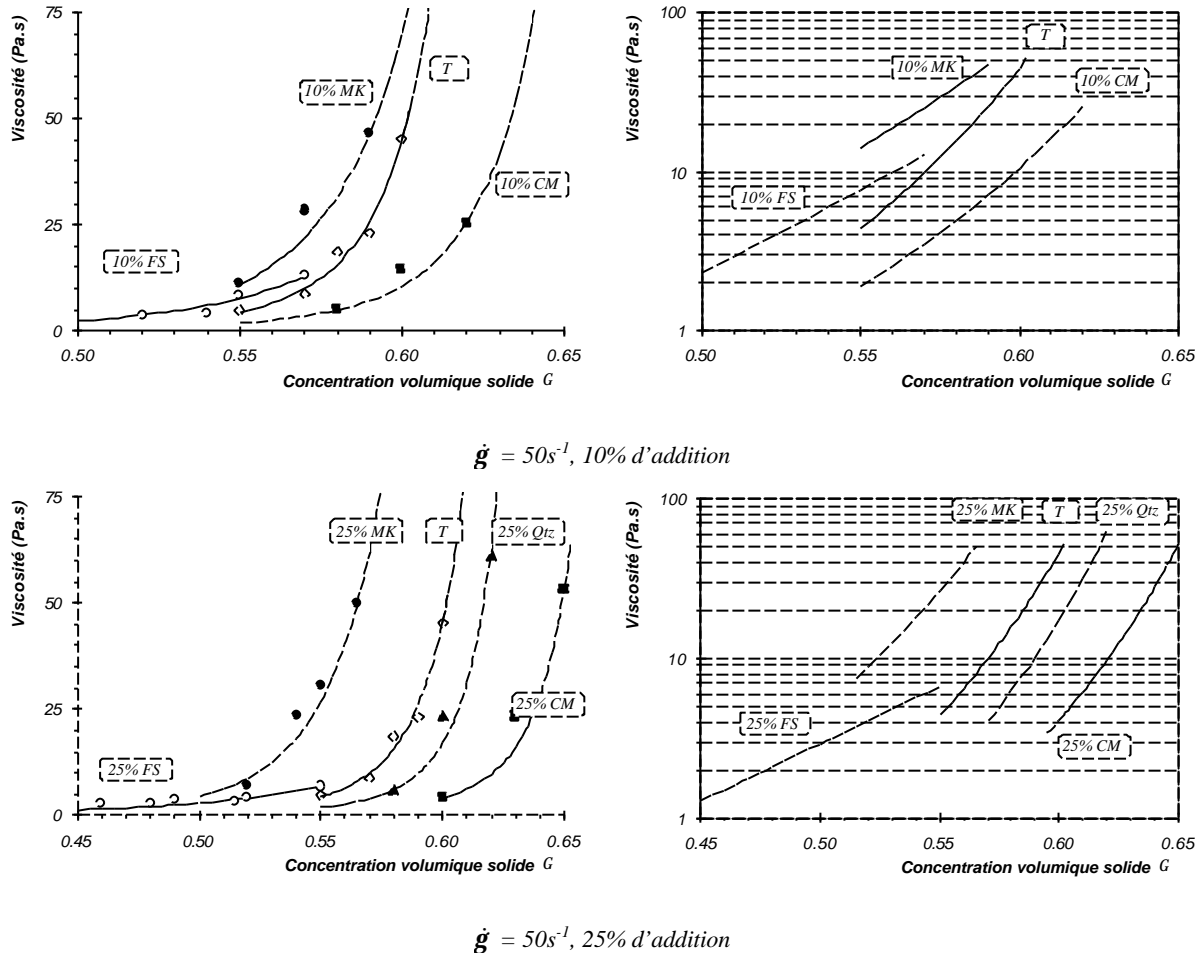 Viscosité (Pa.s)
75
50
25
0
0.50
0.55
0.60
0.65
10% MK
T
10% CM
10% FS
Concentration volumique solide G
Viscosité (Pa.s)
100
10
1
0.50
0.55
0.60
0.65
T
10% MK
10% CM
10% FS
Concentration volumique solide G
ġ = 50s⁻¹, 10% d'addition
Viscosité (Pa.s)
75
50
25
0
0.45
0.50
0.55
0.60
0.65
25% MK
T
25% Qtz
25% CM
25% FS
Concentration volumique solide G
Viscosité (Pa.s)
100
10
1
0.45
0.50
0.55
0.60
0.65
25% MK
T
25% Qtz
25% FS
25% CM
Concentration volumique solide G
ġ = 50s⁻¹, 25% d'addition